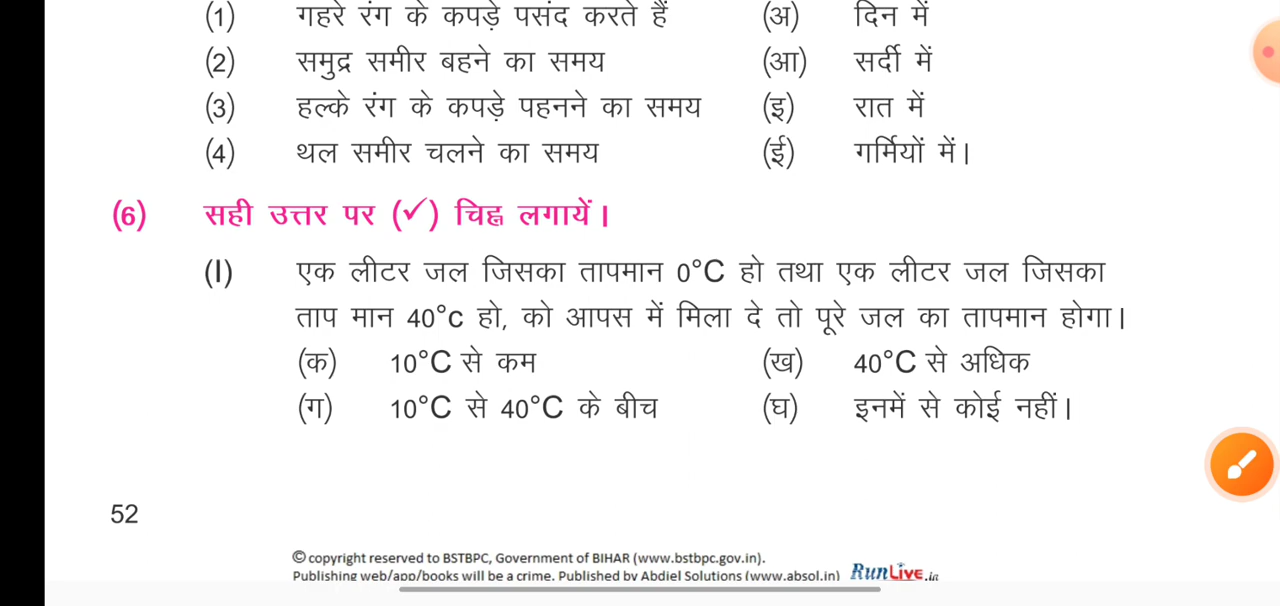 (1) गहरे रंग के कपड़े पसंद करते हैं (अ) दिन में
(2) समुद्र समीर बहने का समय (आ) सर्दी में
(3) हल्के रंग के कपड़े पहनने का समय (इ) रात में
(4) थल समीर चलने का समय (ई) गर्मियों में।
(6) सही उत्तर पर (✓) चिह्न लगायें।
(I) एक लीटर जल जिसका तापमान 0°C हो तथा एक लीटर जल जिसका
ताप मान 40°c हो, को आपस में मिला दे तो पूरे जल का तापमान होगा।
(क) 10°C से कम (ख) 40°C से अधिक
(ग) 10°C से 40°C के बीच (घ) इनमें से कोई नहीं।
52
© copyright reserved to BSTBPC, Government of BIHAR (www.bstbpc.gov.in).
Publishing web/app/books will be a crime. Published by Abdiel Solutions (www.absol.in) RunLive.in